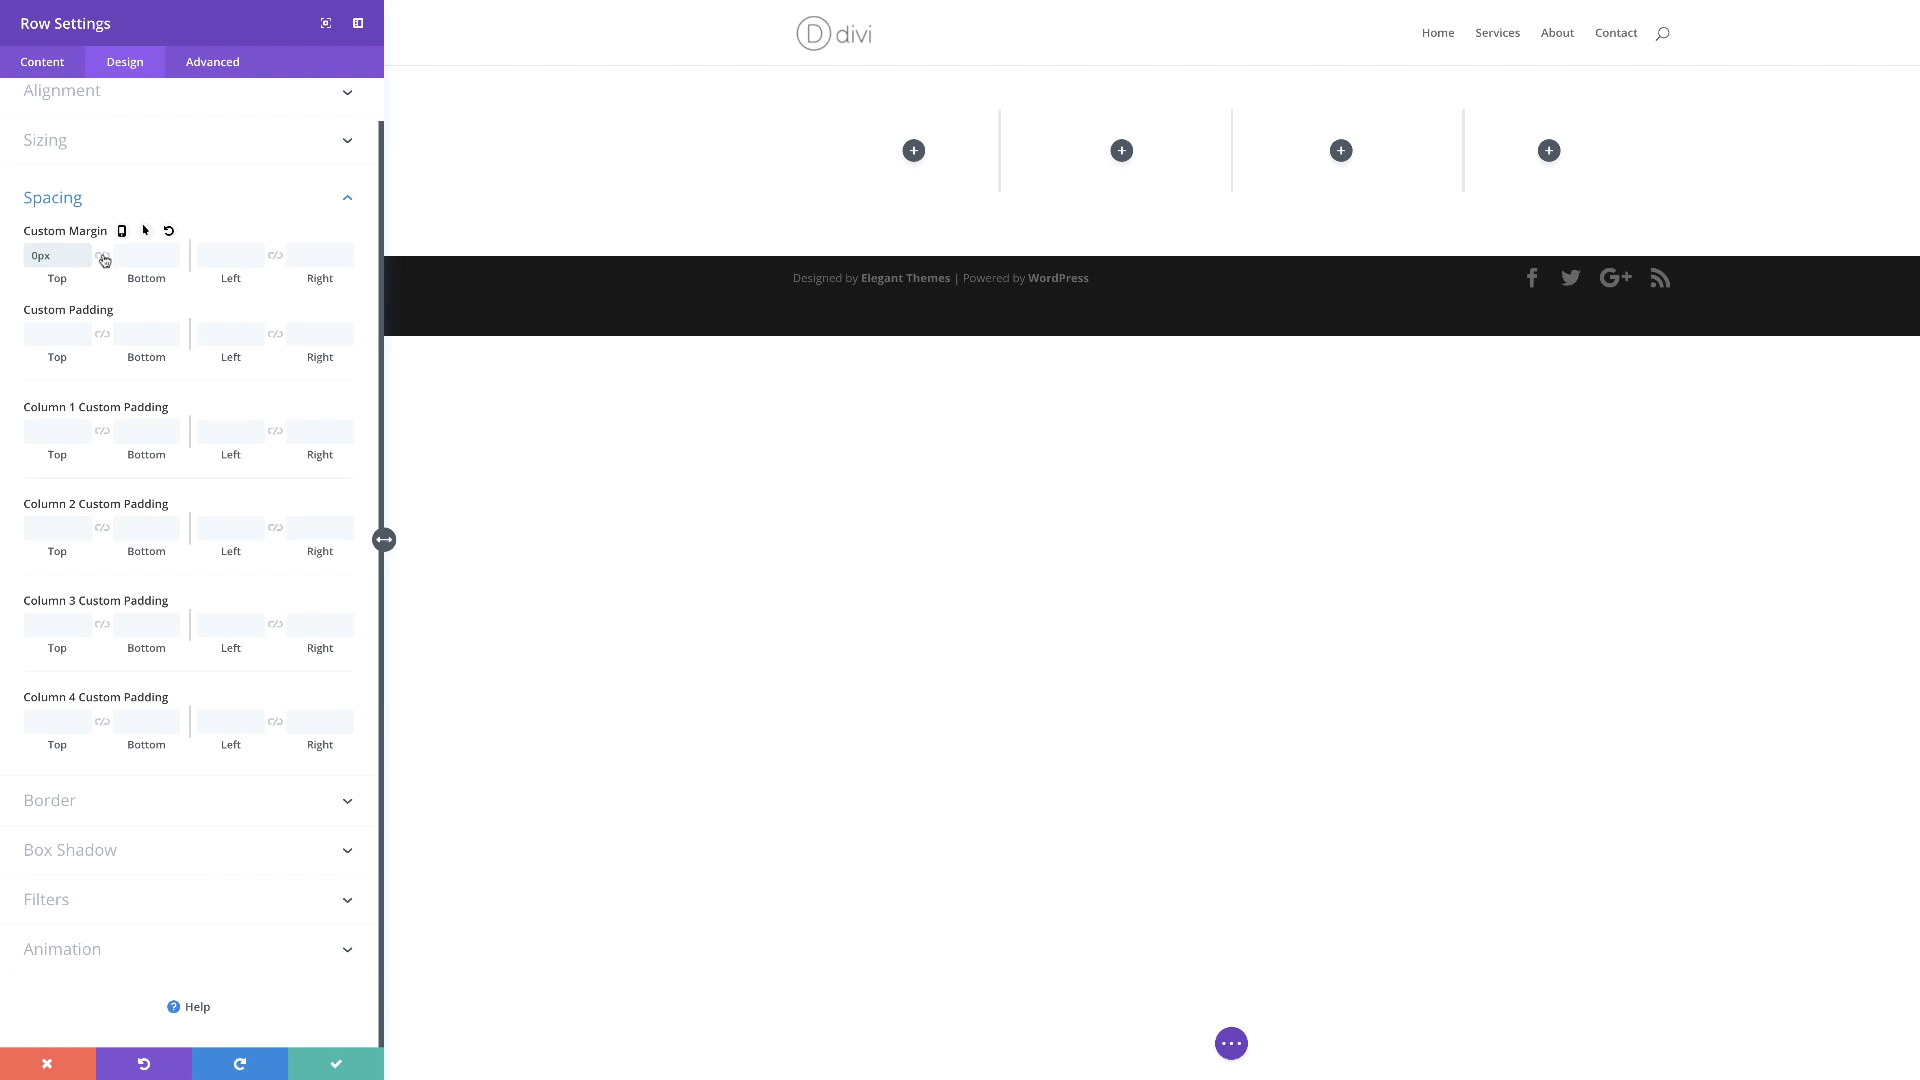 Row Settings
Content Design Advanced
Alignment
Sizing
Spacing
Custom Margin
0px
Top Bottom Left Right
Custom Padding
Top Bottom Left Right
Column 1 Custom Padding
Top Bottom Left Right
Column 2 Custom Padding
Top Bottom Left Right
Column 3 Custom Padding
Top Bottom Left Right
Column 4 Custom Padding
Top Bottom Left Right
Border
Box Shadow
Filters
Animation
? Help
D divi
Home Services About Contact
Designed by Elegant Themes | Powered by WordPress